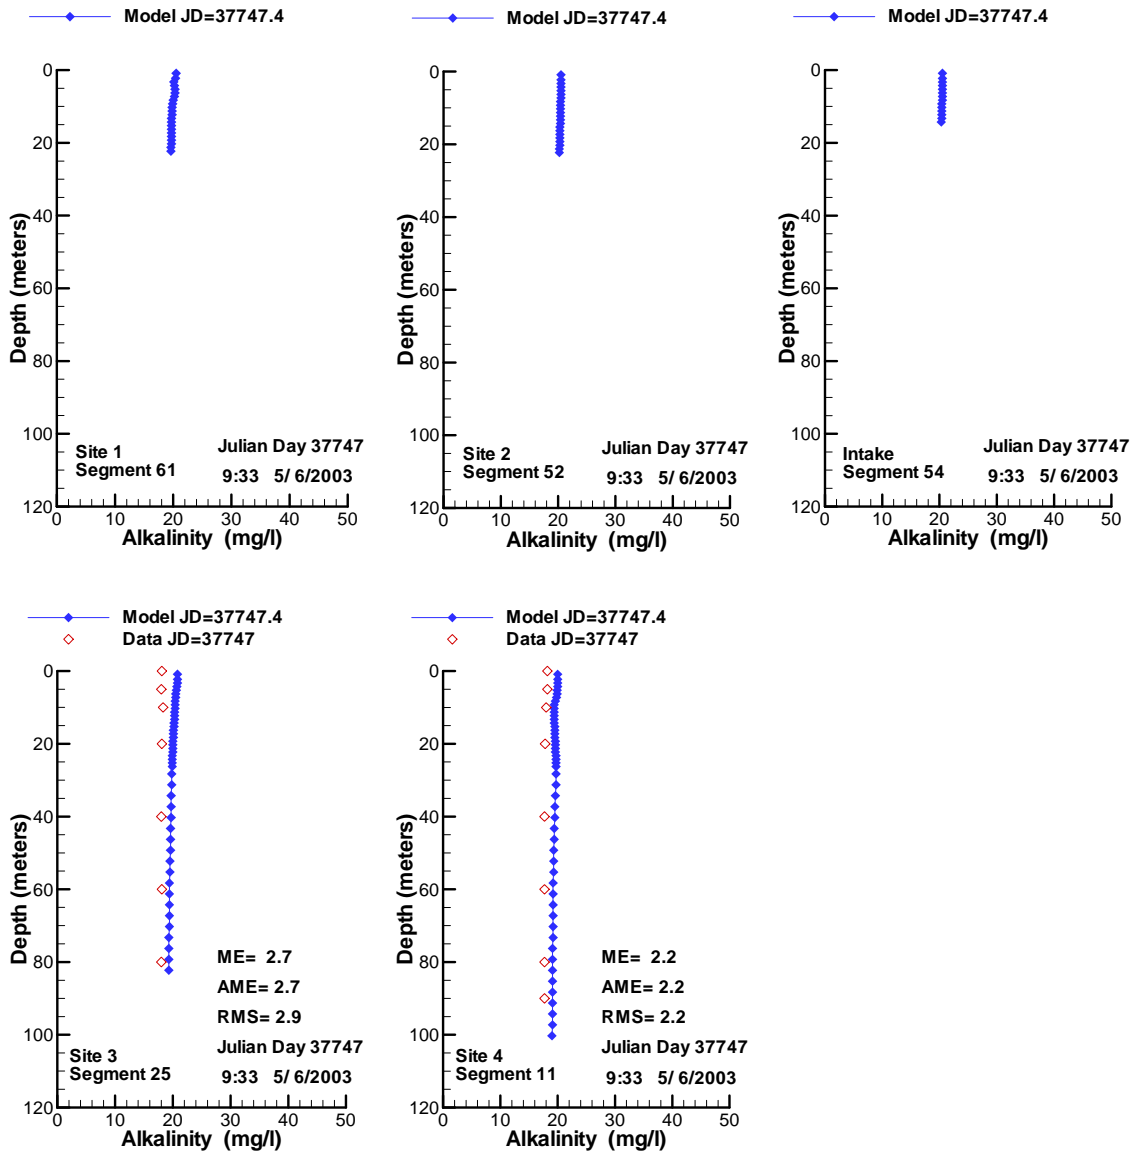 Model JD=37747.4
0
20
40
60
80
100
120
Depth (meters)
Site 1
Segment 61
Julian Day 37747
9:33 5/ 6/2003
0 10 20 30 40 50
Alkalinity (mg/l)
Model JD=37747.4
0
20
40
60
80
100
120
Depth (meters)
Site 2
Segment 52
Julian Day 37747
9:33 5/ 6/2003
0 10 20 30 40 50
Alkalinity (mg/l)
Model JD=37747.4
0
20
40
60
80
100
120
Depth (meters)
Intake
Segment 54
Julian Day 37747
9:33 5/ 6/2003
0 10 20 30 40 50
Alkalinity (mg/l)
Model JD=37747.4
Data JD=37747
0
20
40
60
80
100
120
Depth (meters)
ME= 2.7
AME= 2.7
RMS= 2.9
Site 3
Segment 25
Julian Day 37747
9:33 5/ 6/2003
0 10 20 30 40 50
Alkalinity (mg/l)
Model JD=37747.4
Data JD=37747
0
20
40
60
80
100
120
Depth (meters)
ME= 2.2
AME= 2.2
RMS= 2.2
Site 4
Segment 11
Julian Day 37747
9:33 5/ 6/2003
0 10 20 30 40 50
Alkalinity (mg/l)